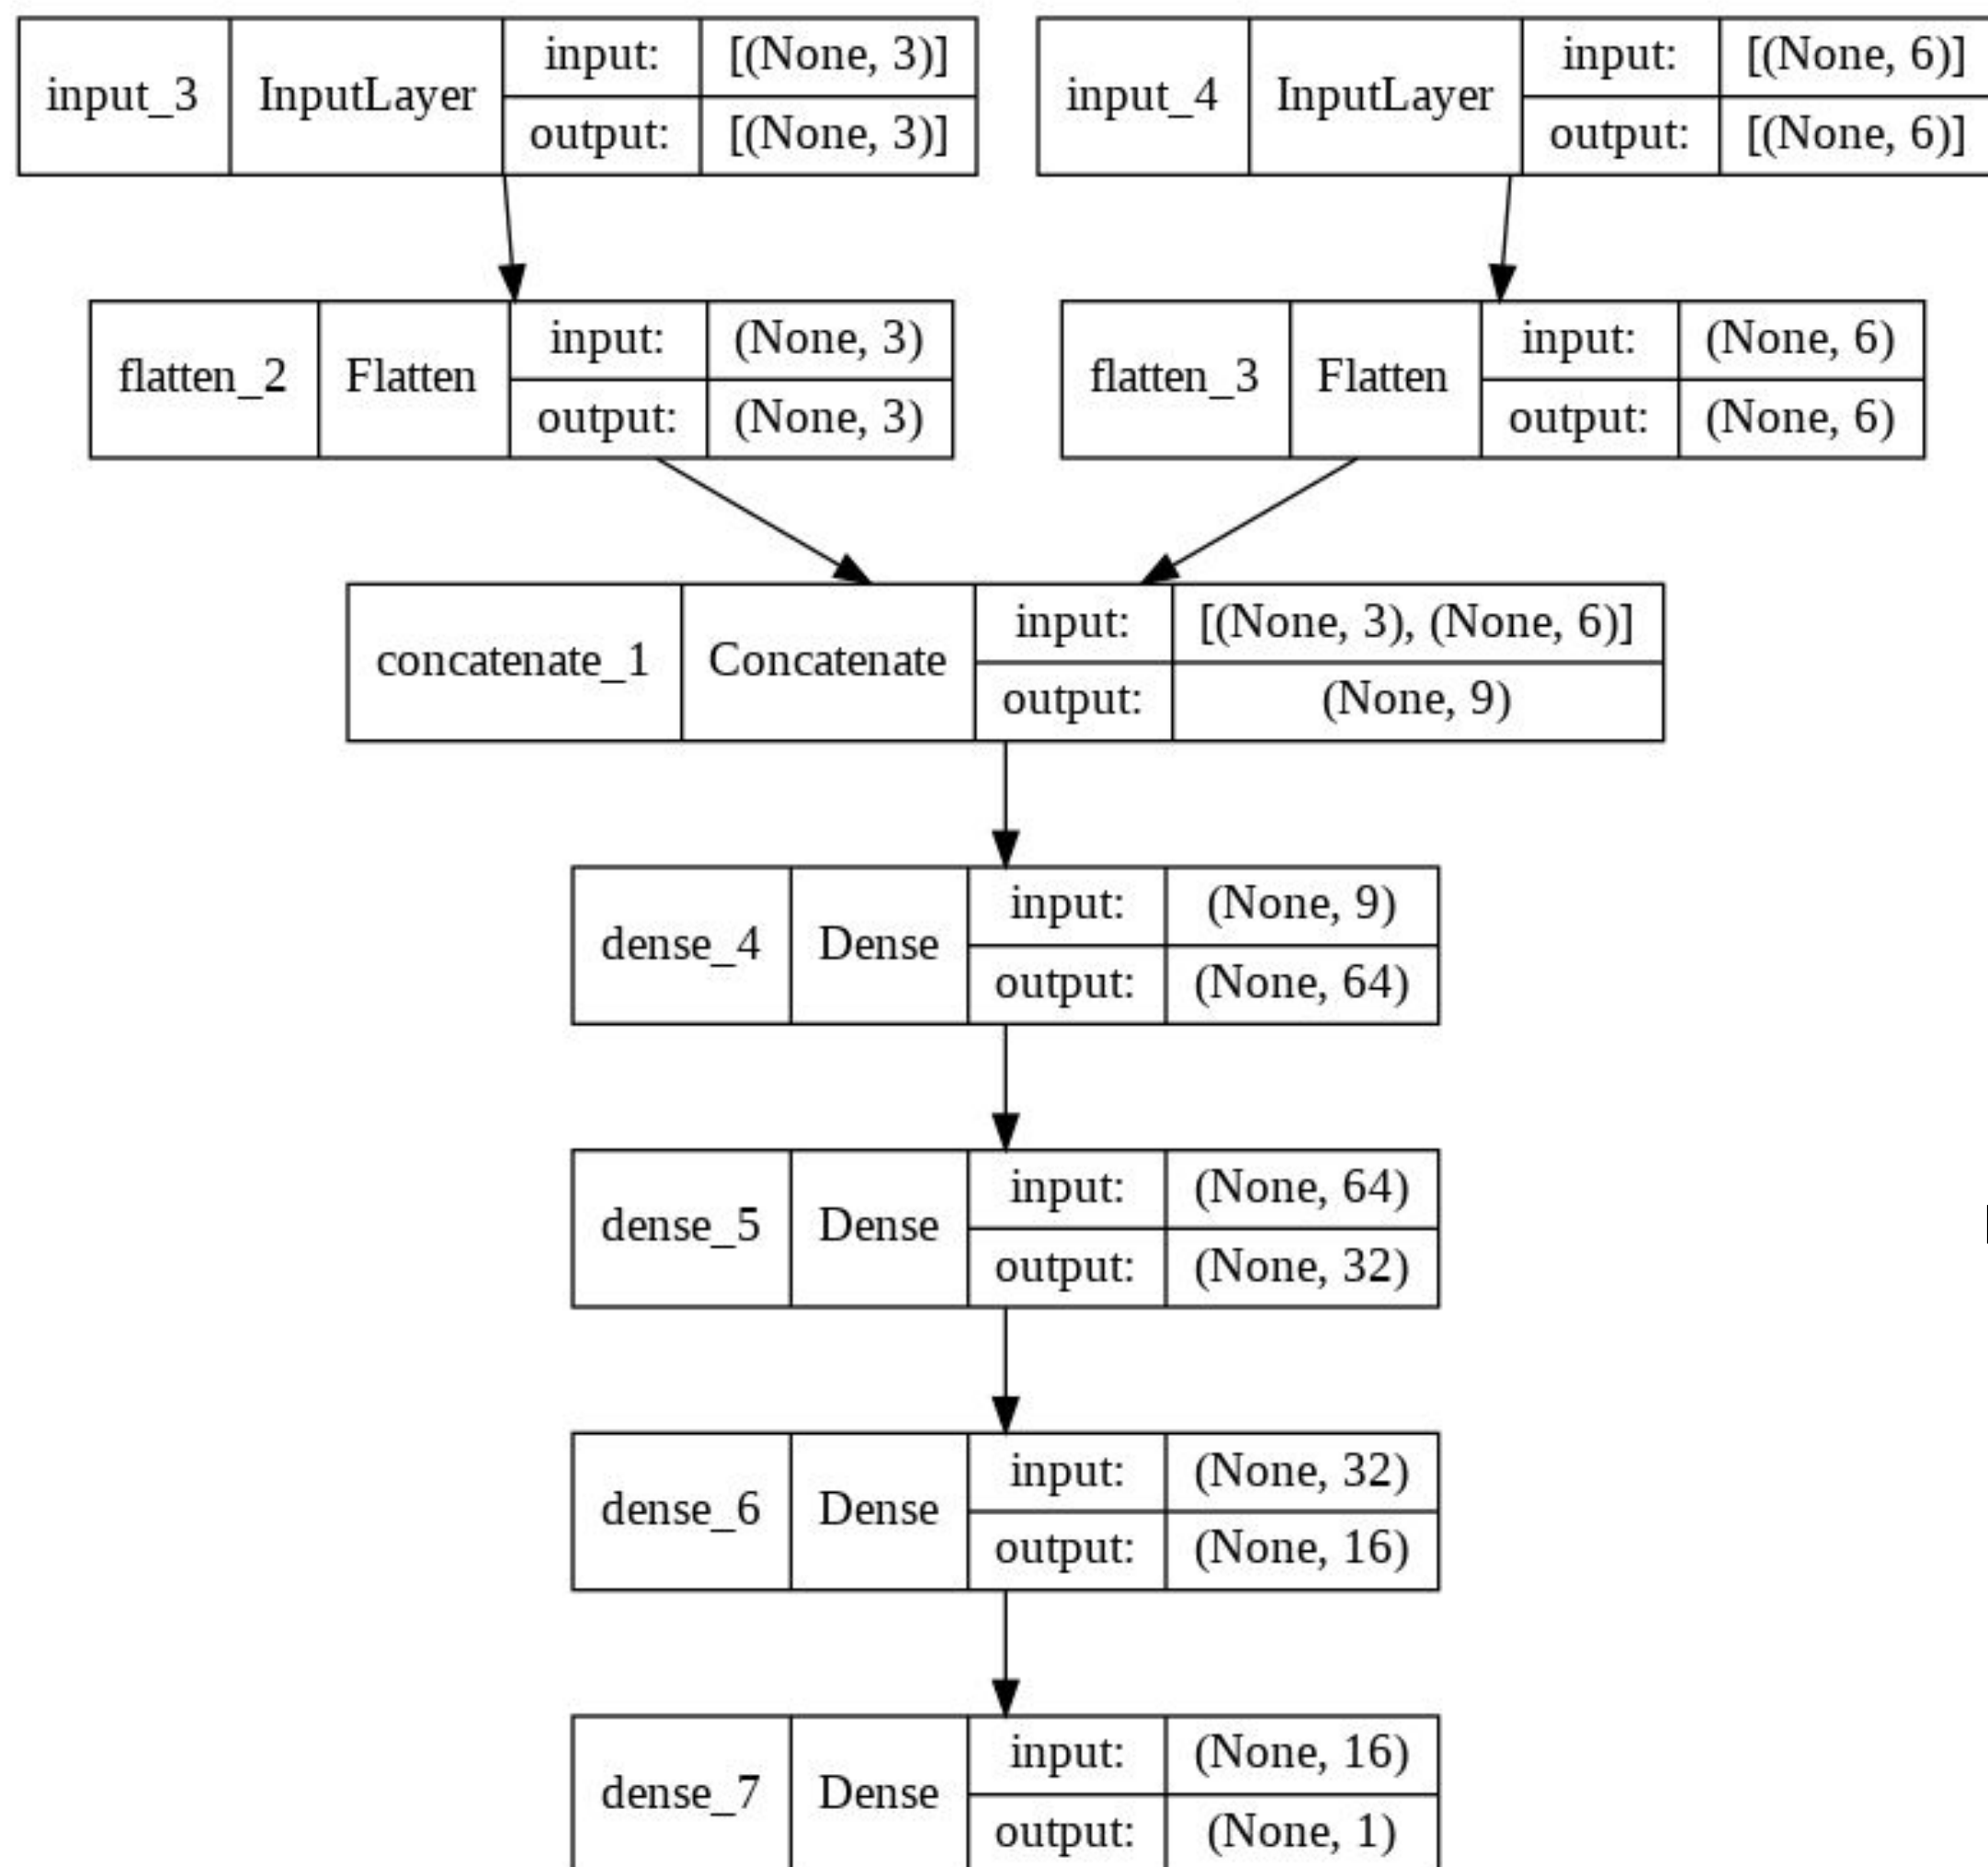 input_3 InputLayer input: [(None, 3)]
output: [(None, 3)]
input_4 InputLayer input: [(None, 6)]
output: [(None, 6)]
flatten_2 Flatten input: (None, 3)
output: (None, 3)
flatten_3 Flatten input: (None, 6)
output: (None, 6)
concatenate_1 Concatenate input: [(None, 3), (None, 6)]
output: (None, 9)
dense_4 Dense input: (None, 9)
output: (None, 64)
dense_5 Dense input: (None, 64)
output: (None, 32)
dense_6 Dense input: (None, 32)
output: (None, 16)
dense_7 Dense input: (None, 16)
output: (None, 1)